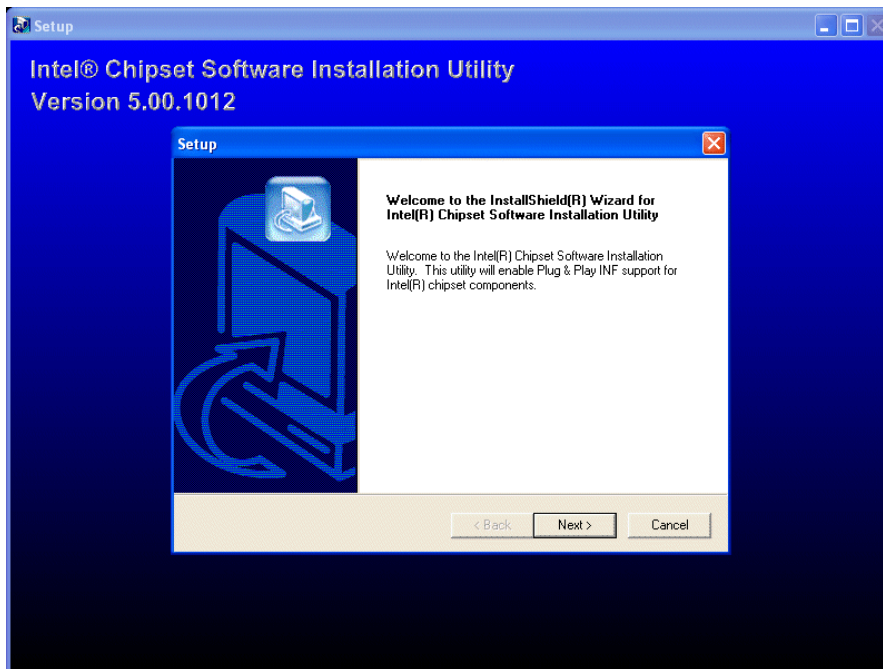 Setup
Intel® Chipset Software Installation Utility
Version 5.00.1012
Setup
Welcome to the InstallShield(R) Wizard for
Intel(R) Chipset Software Installation Utility
Welcome to the Intel(R) Chipset Software Installation
Utility. This utility will enable Plug & Play INF support for
Intel(R) chipset components.
< Back
Next >
Cancel